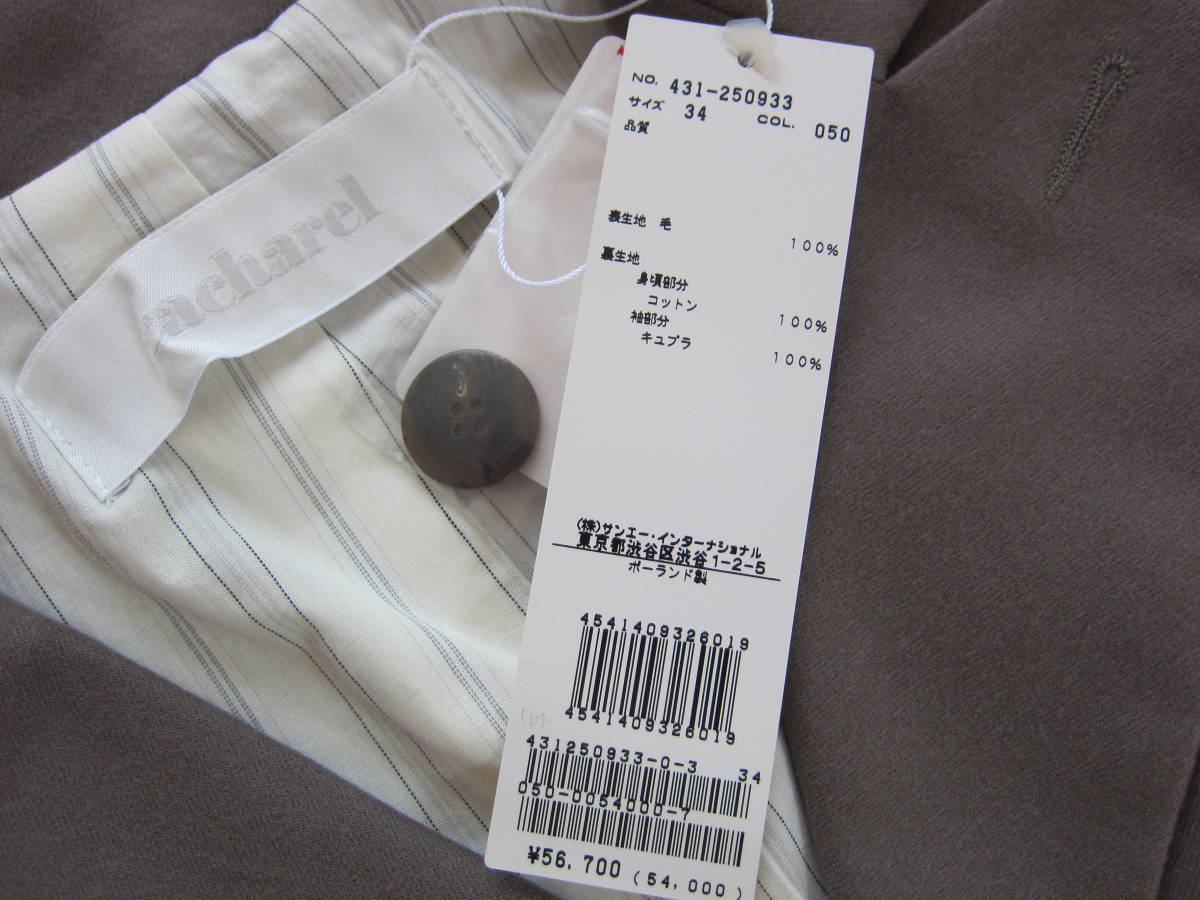 cacharel
NO. 431-250933
サイズ 34 COL. 050
品質
表生地 毛 100%
裏生地
身頃部分
コットン 100%
袖部分
キュプラ 100%
(株)サンエー・インターナショナル
東京都渋谷区渋谷1-2-5
ポーランド製
4541409326019
4541409326019
431250933-0-3 34
050-0054000-7
¥56,700 (54,000)
162